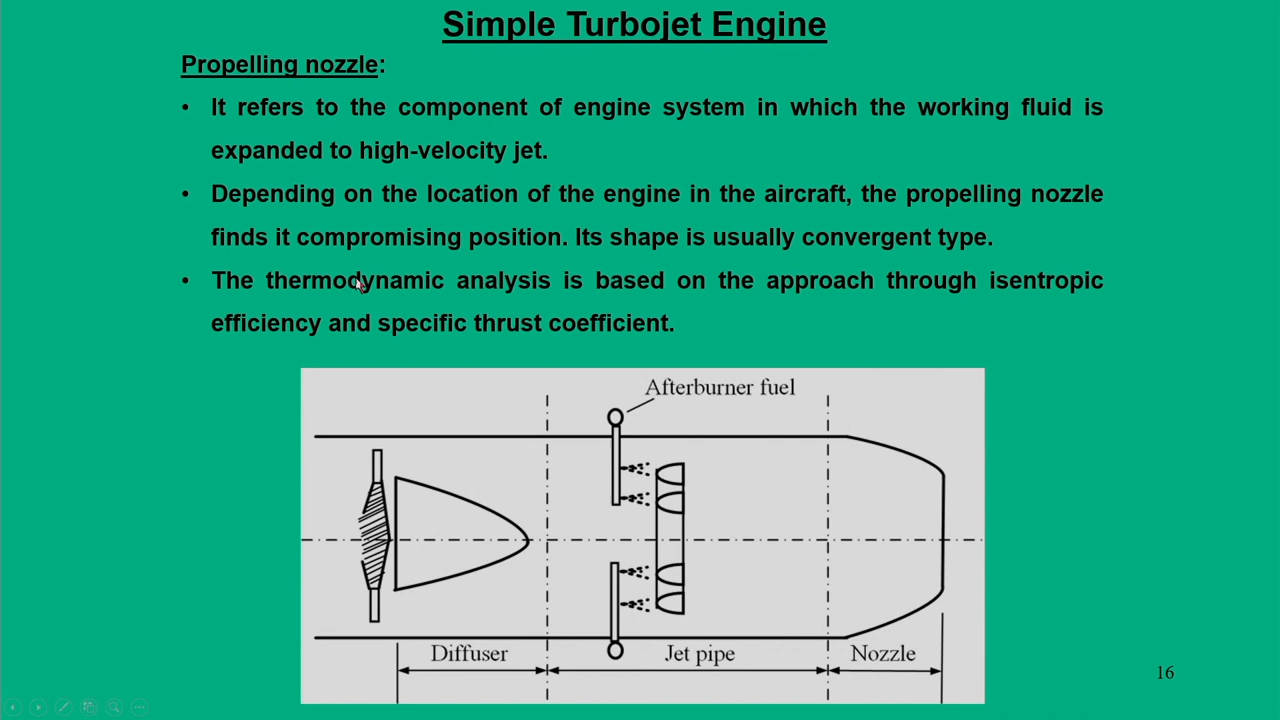 Simple Turbojet Engine
Propelling nozzle:
• It refers to the component of engine system in which the working fluid is
expanded to high-velocity jet.
• Depending on the location of the engine in the aircraft, the propelling nozzle
finds it compromising position. Its shape is usually convergent type.
• The thermodynamic analysis is based on the approach through isentropic
efficiency and specific thrust coefficient.
Afterburner fuel
Diffuser
Jet pipe
Nozzle
16